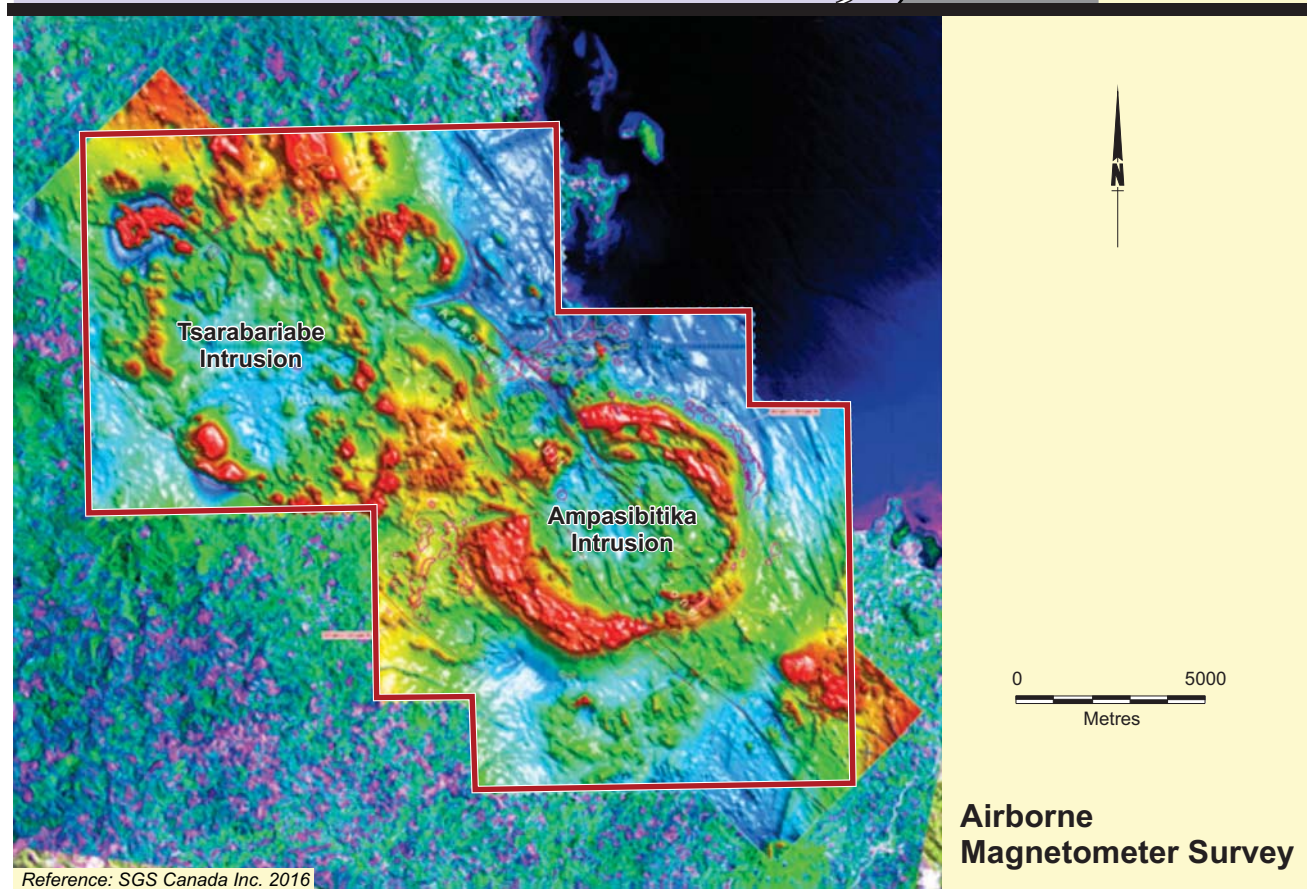 Tsarabariabe
Intrusion
Ampasibitika
Intrusion
N
0 5000
Metres
Airborne
Magnetometer Survey
Reference: SGS Canada Inc. 2016